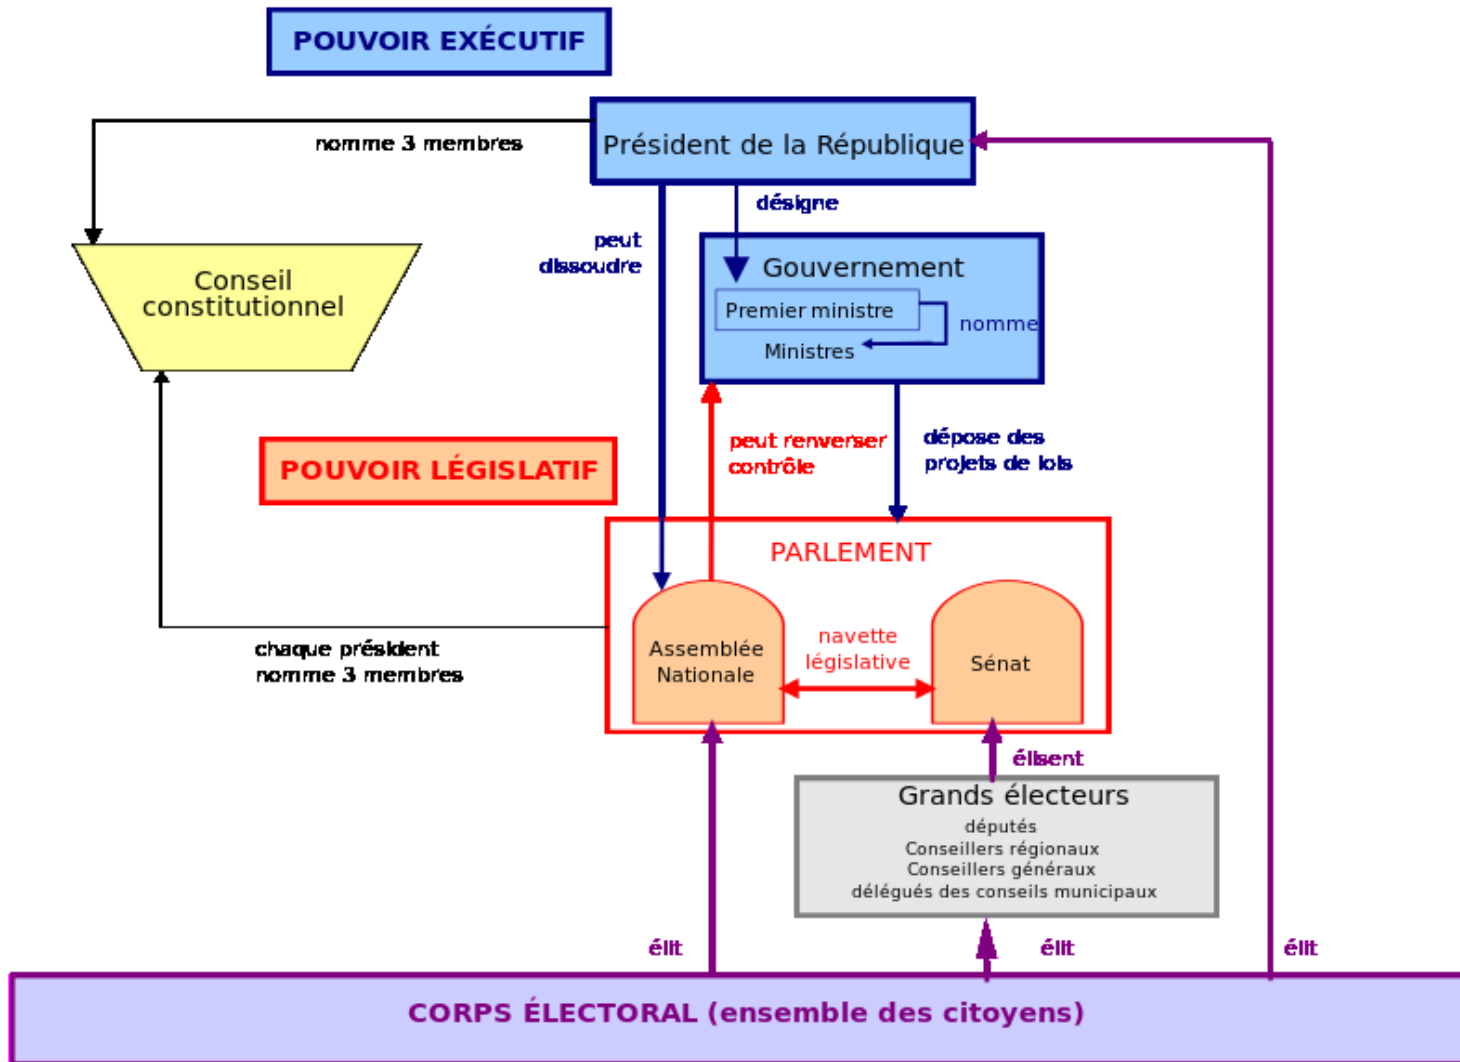 POUVOIR EXÉCUTIF
Président de la République
nomme 3 membres
désigne
peut
dissoudre
Gouvernement
Premier ministre
nomme
Ministres
Conseil
constitutionnel
peut renverser
contrôle
dépose des
projets de lois
POUVOIR LÉGISLATIF
PARLEMENT
Assemblée
Nationale
navette
législative
Sénat
chaque président
nomme 3 membres
élisent
Grands électeurs
députés
Conseillers régionaux
Conseillers généraux
délégués des conseils municipaux
élit
élit
élit
CORPS ÉLECTORAL (ensemble des citoyens)